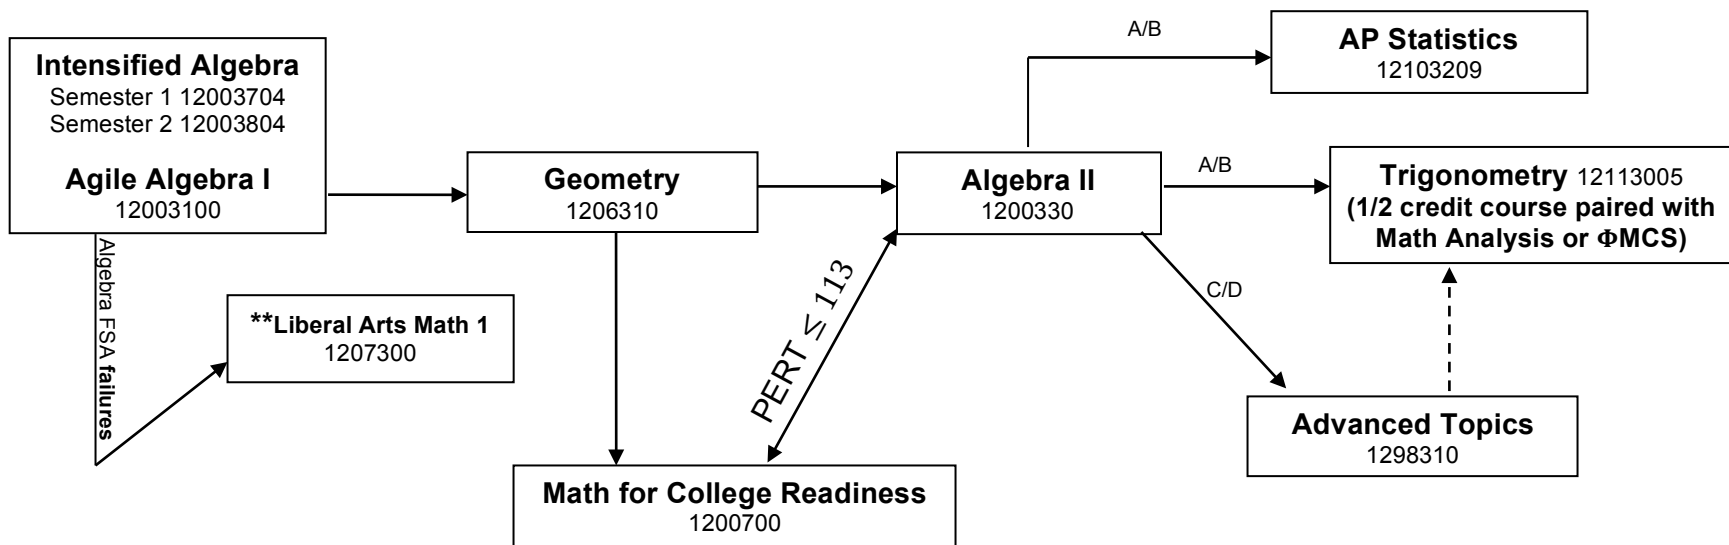 Intensified Algebra
Semester 1 12003704
Semester 2 12003804
Agile Algebra I
12003100
Algebra FSA failures
**Liberal Arts Math 1
1207300
Geometry
1206310
Math for College Readiness
1200700
PERT ≤ 113
Algebra II
1200330
A/B
AP Statistics
12103209
A/B
Trigonometry 12113005
(1/2 credit course paired with
Math Analysis or ΦMCS)
C/D
Advanced Topics
1298310